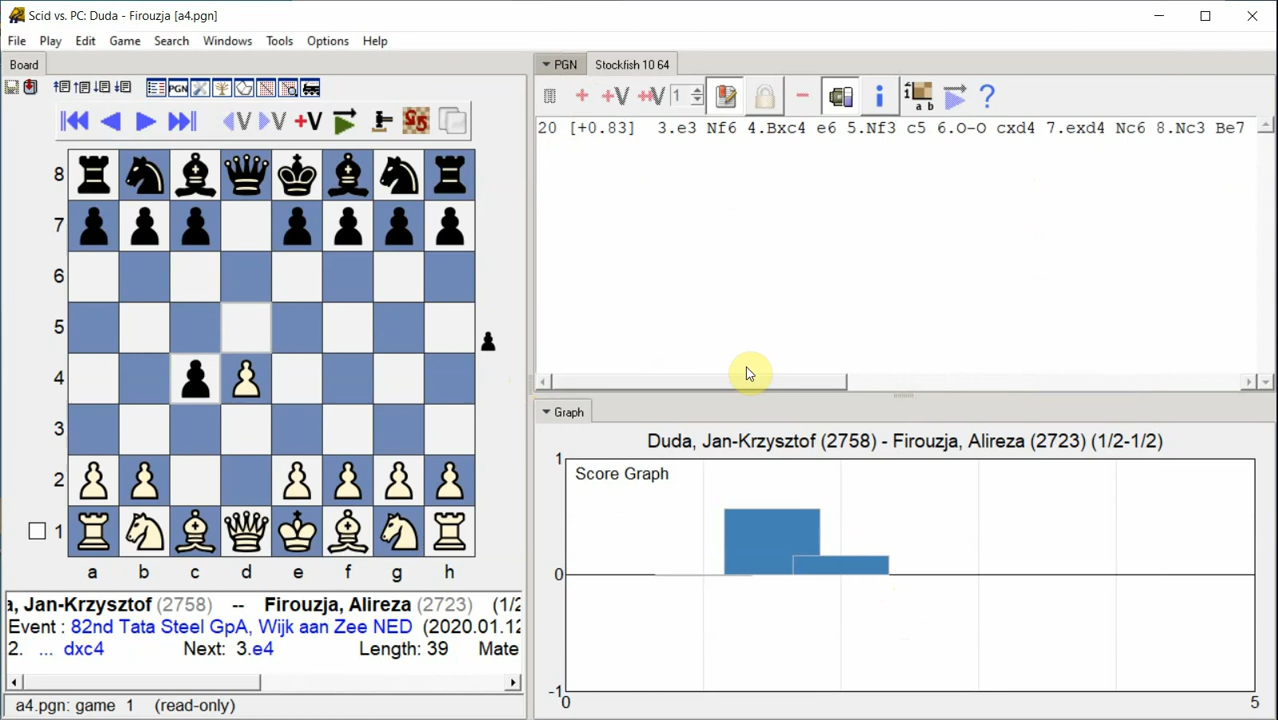 Scid vs. PC: Duda - Firouzja [a4.pgn]
File Play Edit Game Search Windows Tools Options Help
Board
PGN Stockfish 10 64
PGN
+V
+V +V 1 i a b ?
20 [+0.83] 3.e3 Nf6 4.Bxc4 e6 5.Nf3 c5 6.O-O cxd4 7.exd4 Nc6 8.Nc3 Be7
8
7
6
5
4
3
2
1
a b c d e f g h
Graph
Duda, Jan-Krzysztof (2758) - Firouzja, Alireza (2723) (1/2-1/2)
1
Score Graph
0
-1
0 5
a, Jan-Krzysztof (2758) -- Firouzja, Alireza (2723) (1/2
Event : 82nd Tata Steel GpA, Wijk aan Zee NED (2020.01.12
2. ... dxc4 Next: 3.e4 Length: 39 Mate
a4.pgn: game 1 (read-only)